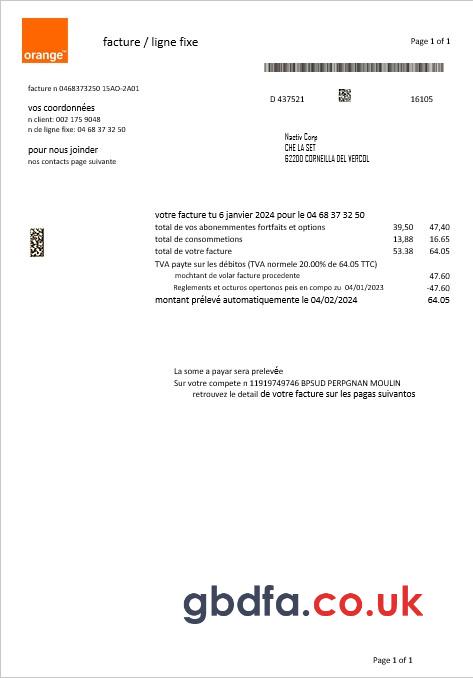 orange™
facture / ligne fixe
Page 1 of 1
facture n 0468373250 15AO-2A01
D 437521
16105
vos coordonnées
n client: 002 175 9048
n de ligne fixe: 04 68 37 32 50
Nactiv Corp
CHE LA SET
62200 CORNEILLA DEL VERCOL
pour nous joinder
nos contacts page suivante
votre facture tu 6 janvier 2024 pour le 04 68 37 32 50
total de vos abonemmentes fortfaits et options 39,50 47,40
total de consommetions 13,88 16.65
total de votre facture 53.38 64.05
TVA payte sur les débitos (TVA normele 20.00% de 64.05 TTC)
mochtant de volar facture procedente 47.60
Reglements et octuros opertonos peis en compo zu 04/01/2023 -47.60
montant prélevé automatiquemente le 04/02/2024 64.05
La some a payar sera prelevée
Sur votre compete n 11919749746 BPSUD PERPGNAN MOULIN
retrouvez le detail de votre facture sur les pagas suivantos
gbdfa.co.uk
Page 1 of 1